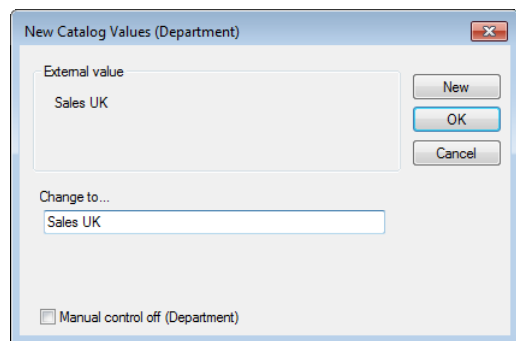 New Catalog Values (Department)
External value
Sales UK
New
OK
Cancel
Change to...
Sales UK
Manual control off (Department)